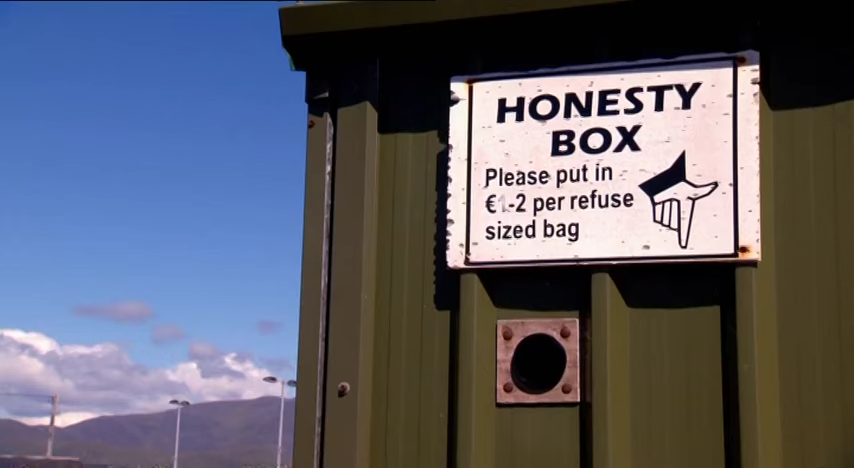 HONESTY
BOX
Please put in
€1-2 per refuse
sized bag